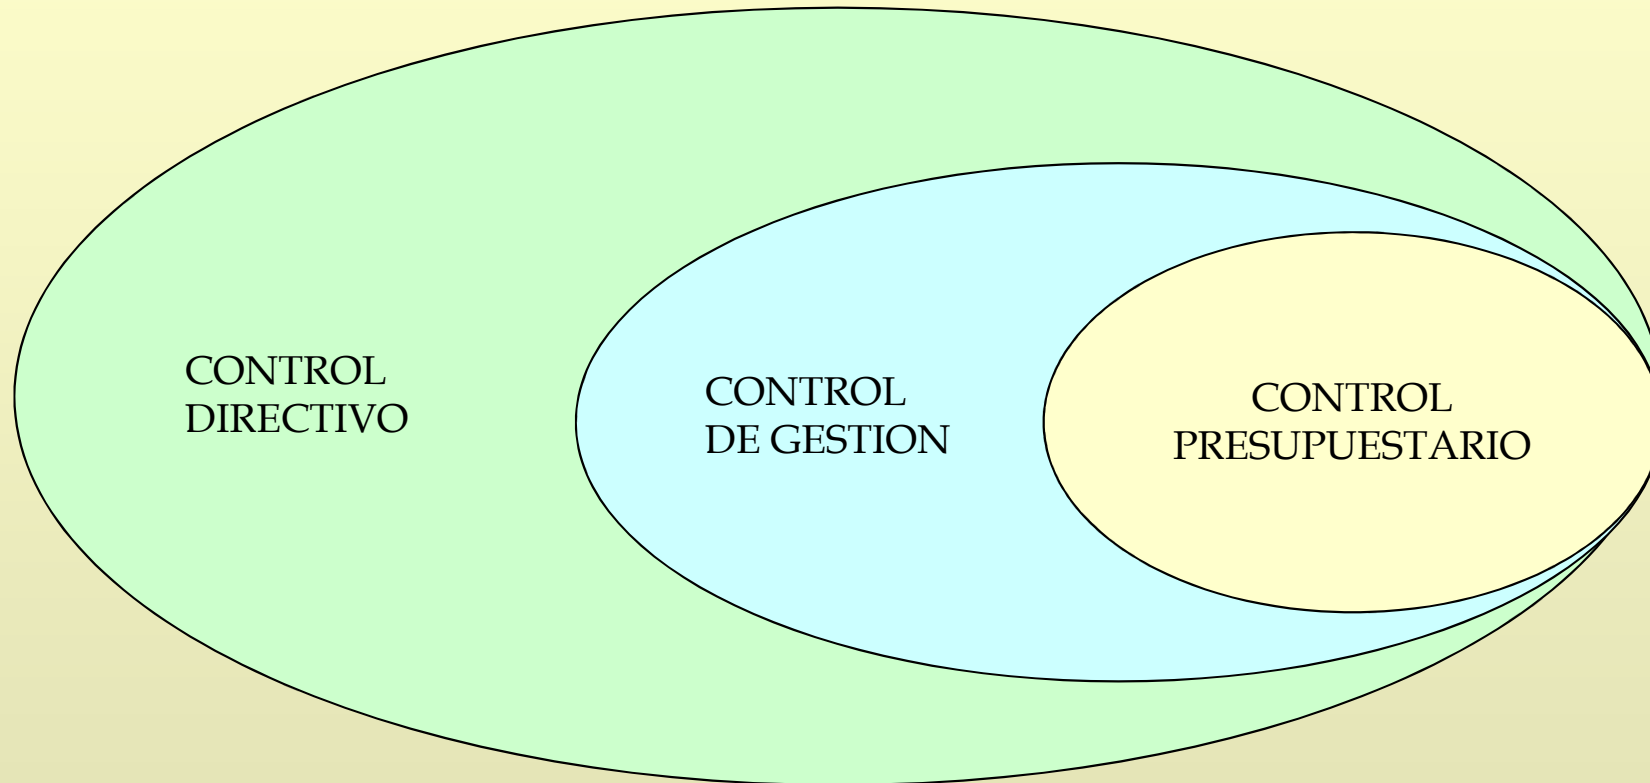 CONTROL
DIRECTIVO
CONTROL
DE GESTION
CONTROL
PRESUPUESTARIO